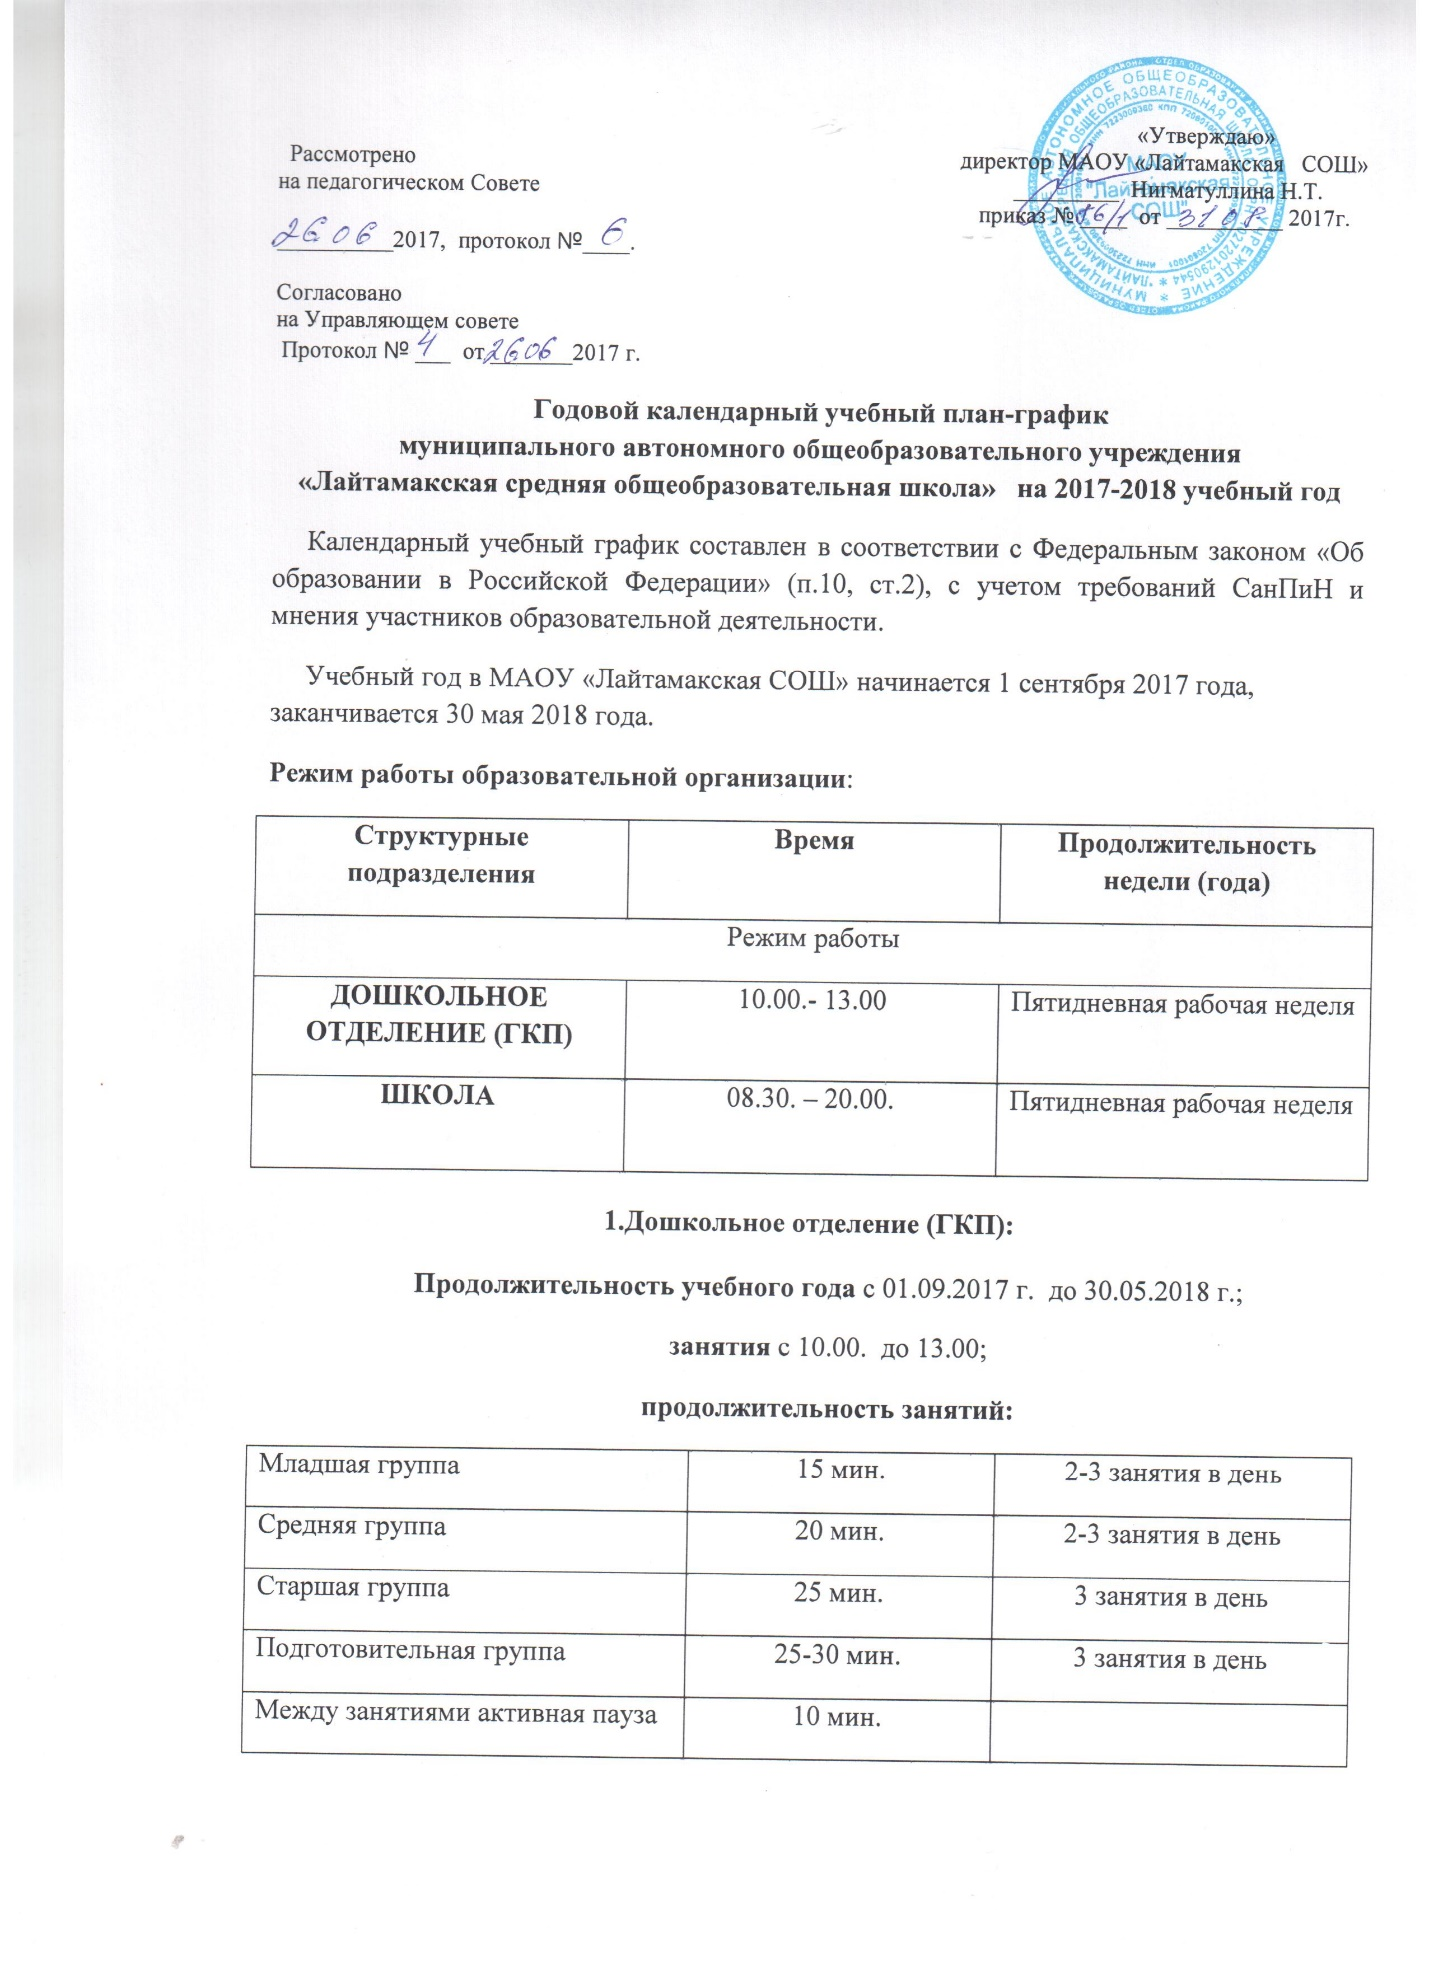 Рассмотрено
на педагогическом Совете
26 06 2017, протокол № 6.
Согласовано
на Управляющем совете
Протокол № 4 от 26 06 2017 г.
«Утверждаю»
директор МАОУ «Лайтамакская СОШ»
Нигматуллина Н.Т.
приказ № 86/1 от 31 08 2017г.
МАОУ
"Лайтамакская
СОШ"
Годовой календарный учебный план-график
муниципального автономного общеобразовательного учреждения
«Лайтамакская средняя общеобразовательная школа» на 2017-2018 учебный год
Календарный учебный график составлен в соответствии с Федеральным законом «Об
образовании в Российской Федерации» (п.10, ст.2), с учетом требований СанПиН и
мнения участников образовательной деятельности.
Учебный год в МАОУ «Лайтамакская СОШ» начинается 1 сентября 2017 года,
заканчивается 30 мая 2018 года.
Режим работы образовательной организации:
Структурные подразделения Время Продолжительность недели (года)
Режим работы
ДОШКОЛЬНОЕ ОТДЕЛЕНИЕ (ГКП) 10.00.- 13.00 Пятидневная рабочая неделя
ШКОЛА 08.30. – 20.00. Пятидневная рабочая неделя
1.Дошкольное отделение (ГКП):
Продолжительность учебного года с 01.09.2017 г. до 30.05.2018 г.;
занятия с 10.00. до 13.00;
продолжительность занятий:
Младшая группа 15 мин. 2-3 занятия в день
Средняя группа 20 мин. 2-3 занятия в день
Старшая группа 25 мин. 3 занятия в день
Подготовительная группа 25-30 мин. 3 занятия в день
Между занятиями активная пауза 10 мин.